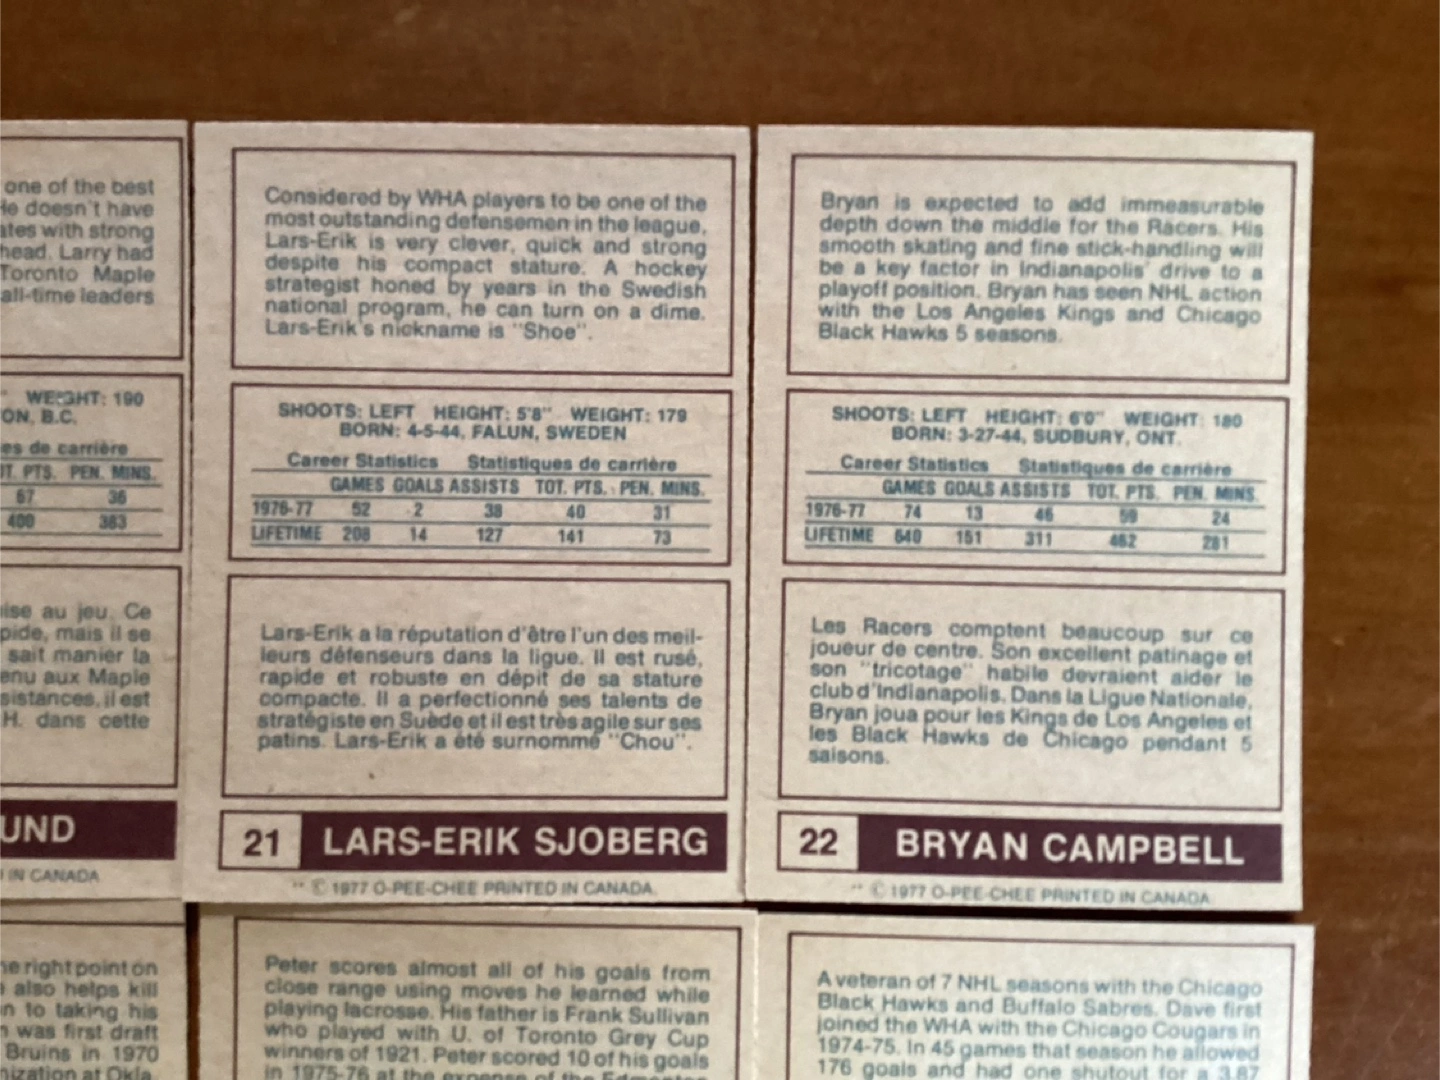 one of the best
He doesn't have
ates with strong
head. Larry had
Toronto Maple
all-time leaders
WEIGHT: 190
ON, B.C.
es de carrière
OT. PTS. PEN. MINS.
67 36
400 383
ise au jeu. Ce
pide, mais il se
sait manier la
enu aux Maple
sistances, il est
H. dans cette
UND
IN CANADA
Considered by WHA players to be one of the
most outstanding defensemen in the league,
Lars-Erik is very clever, quick and strong
despite his compact stature. A hockey
strategist honed by years in the Swedish
national program, he can turn on a dime.
Lars-Erik's nickname is "Shoe".
SHOOTS: LEFT HEIGHT: 5'8" WEIGHT: 179
BORN: 4-5-44, FALUN, SWEDEN
Career Statistics Statistiques de carrière
GAMES GOALS ASSISTS TOT. PTS. PEN. MINS.
1976-77 52 2 38 40 31
LIFETIME 208 14 127 141 73
Lars-Erik a la réputation d'être l'un des meil-
leurs défenseurs dans la ligue. Il est rusé,
rapide et robuste en dépit de sa stature
compacte. Il a perfectionné ses talents de
stratégiste en Suède et il est très agile sur ses
patins. Lars-Erik a été surnommé "Chou".
21 LARS-ERIK SJOBERG
** © 1977 O-PEE-CHEE PRINTED IN CANADA
Bryan is expected to add immeasurable
depth down the middle for the Racers. His
smooth skating and fine stick-handling will
be a key factor in Indianapolis' drive to a
playoff position. Bryan has seen NHL action
with the Los Angeles Kings and Chicago
Black Hawks 5 seasons.
SHOOTS: LEFT HEIGHT: 6'0" WEIGHT: 180
BORN: 3-27-44, SUDBURY, ONT.
Career Statistics Statistiques de carrière
GAMES GOALS ASSISTS TOT. PTS. PEN. MINS.
1976-77 74 13 46 59 24
LIFETIME 640 151 311 462 281
Les Racers comptent beaucoup sur ce
joueur de centre. Son excellent patinage et
son "tricotage" habile devraient aider le
club d'Indianapolis. Dans la Ligue Nationale,
Bryan joua pour les Kings de Los Angeles et
les Black Hawks de Chicago pendant 5
saisons.
22 BRYAN CAMPBELL
** © 1977 O-PEE-CHEE PRINTED IN CANADA
he right point on
also helps kill
n to taking his
was first draft
Bruins in 1970
nization at Okla.
Peter scores almost all of his goals from
close range using moves he learned while
playing lacrosse. His father is Frank Sullivan
who played with U. of Toronto Grey Cup
winners of 1921. Peter scored 10 of his goals
in 1975-76 at the expense of the Edmonton
A veteran of 7 NHL seasons with the Chicago
Black Hawks and Buffalo Sabres. Dave first
joined the WHA with the Chicago Cougars in
1974-75. In 45 games that season he allowed
176 goals and had one shutout for a 3.87